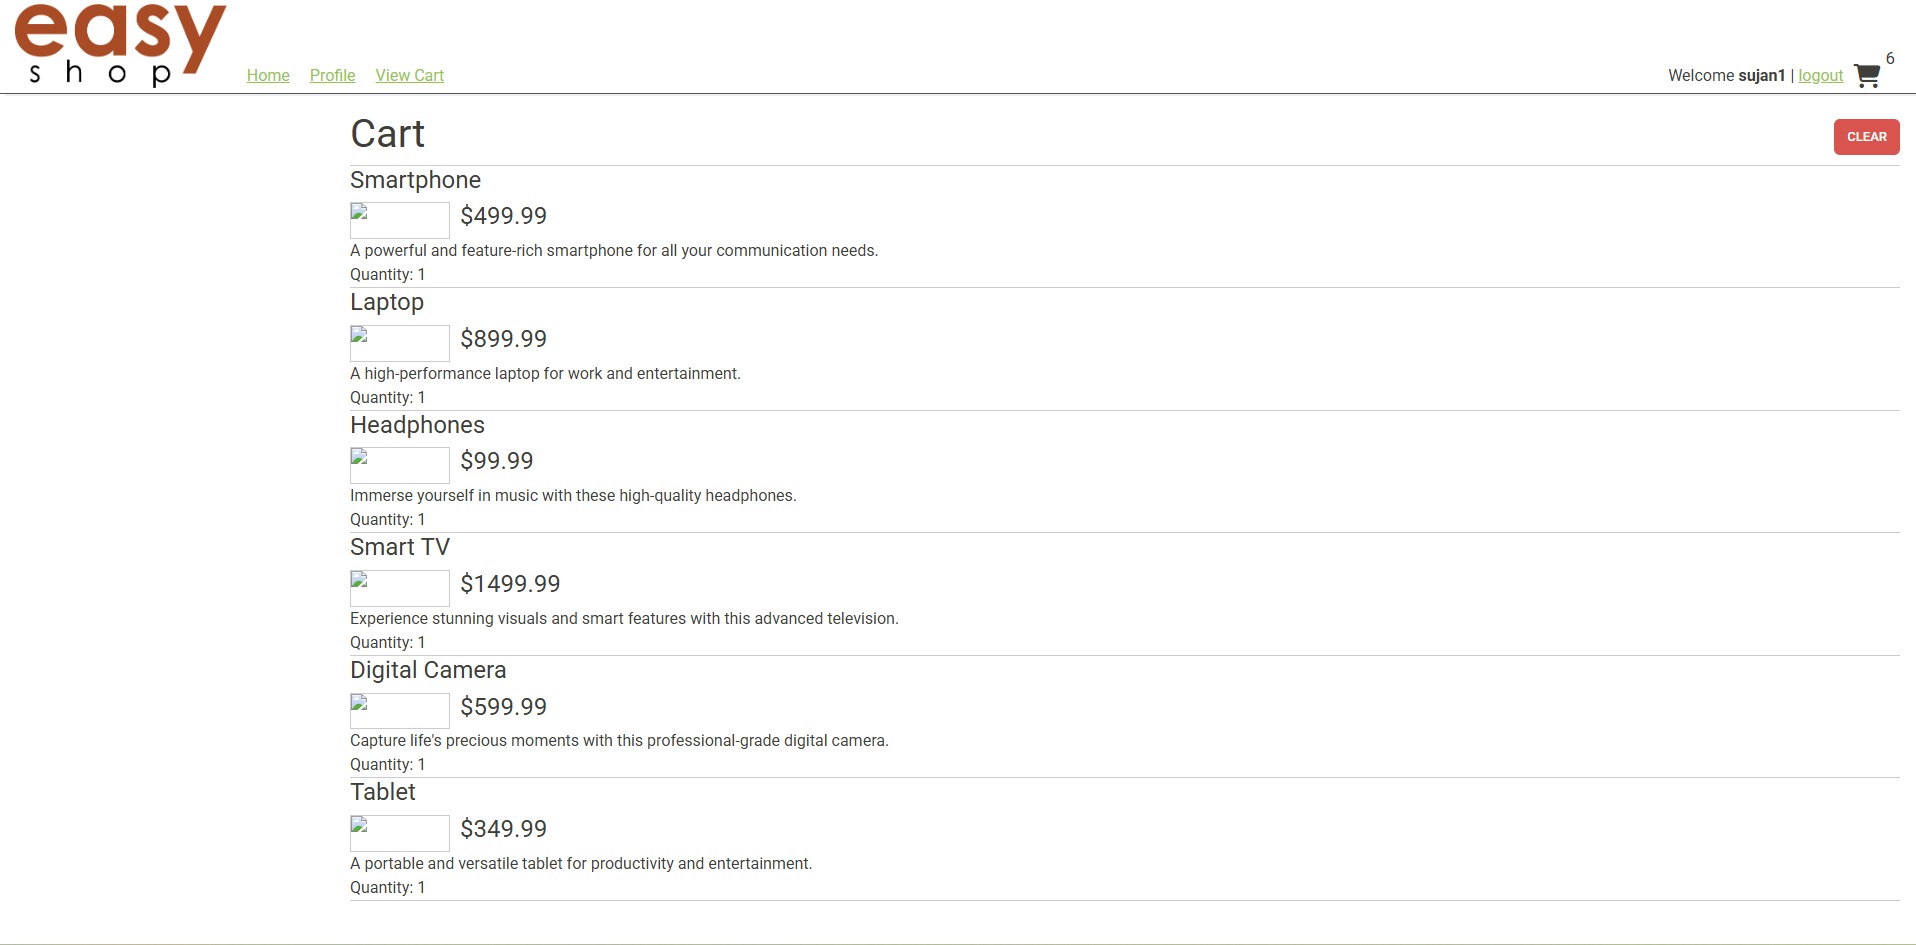 easy
shop
Home Profile View Cart
Welcome sujan1 | logout 6
Cart
CLEAR
Smartphone
$499.99
A powerful and feature-rich smartphone for all your communication needs.
Quantity: 1
Laptop
$899.99
A high-performance laptop for work and entertainment.
Quantity: 1
Headphones
$99.99
Immerse yourself in music with these high-quality headphones.
Quantity: 1
Smart TV
$1499.99
Experience stunning visuals and smart features with this advanced television.
Quantity: 1
Digital Camera
$599.99
Capture life's precious moments with this professional-grade digital camera.
Quantity: 1
Tablet
$349.99
A portable and versatile tablet for productivity and entertainment.
Quantity: 1